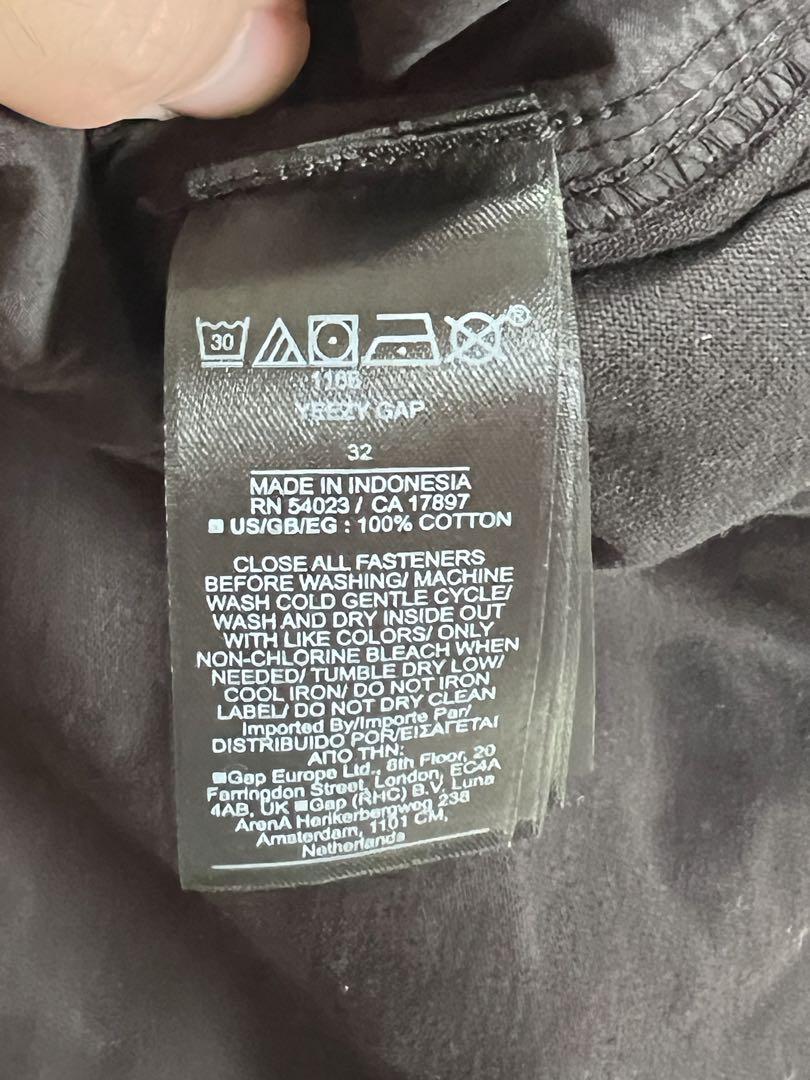 30
®
YEEZY GAP
32
MADE IN INDONESIA
RN 54023 / CA 17897
US/GB/EG : 100% COTTON
CLOSE ALL FASTENERS
BEFORE WASHING/ MACHINE
WASH COLD GENTLE CYCLE/
WASH AND DRY INSIDE OUT
WITH LIKE COLORS/ ONLY
NON-CHLORINE BLEACH WHEN
NEEDED/ TUMBLE DRY LOW/
COOL IRON/ DO NOT IRON
LABEL/ DO NOT DRY CLEAN
Imported By/Importe Par/
DISTRIBUIDO POR/ΕΙΣΑΓΕΤΑΙ
ΑΠΟ ΤΗΝ:
Gap Europe Ltd., 6th Floor, 20
Farringdon Street, London, EC4A
4AB, UK Gap (RHC) B.V. Luna
ArenA Herikerbergweg 238
Amsterdam, 1101 CM,
Netherlands